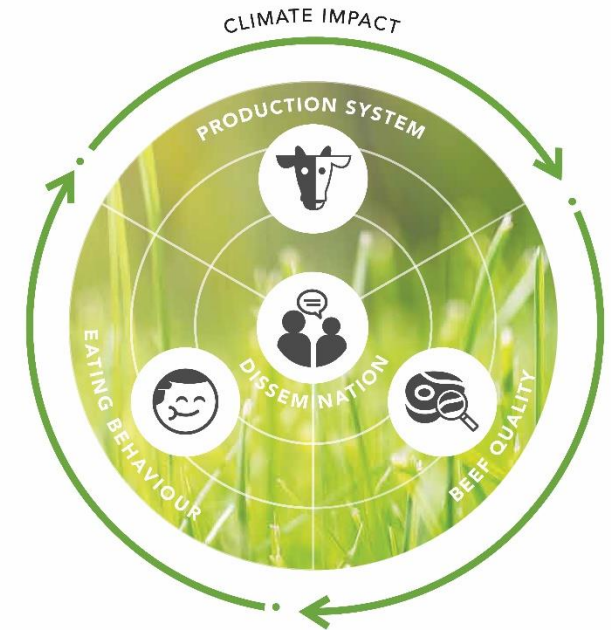 CLIMATE IMPACT
PRODUCTION SYSTEM
EATING BEHAVIOUR
DISSEMINATION
BEEF QUALITY